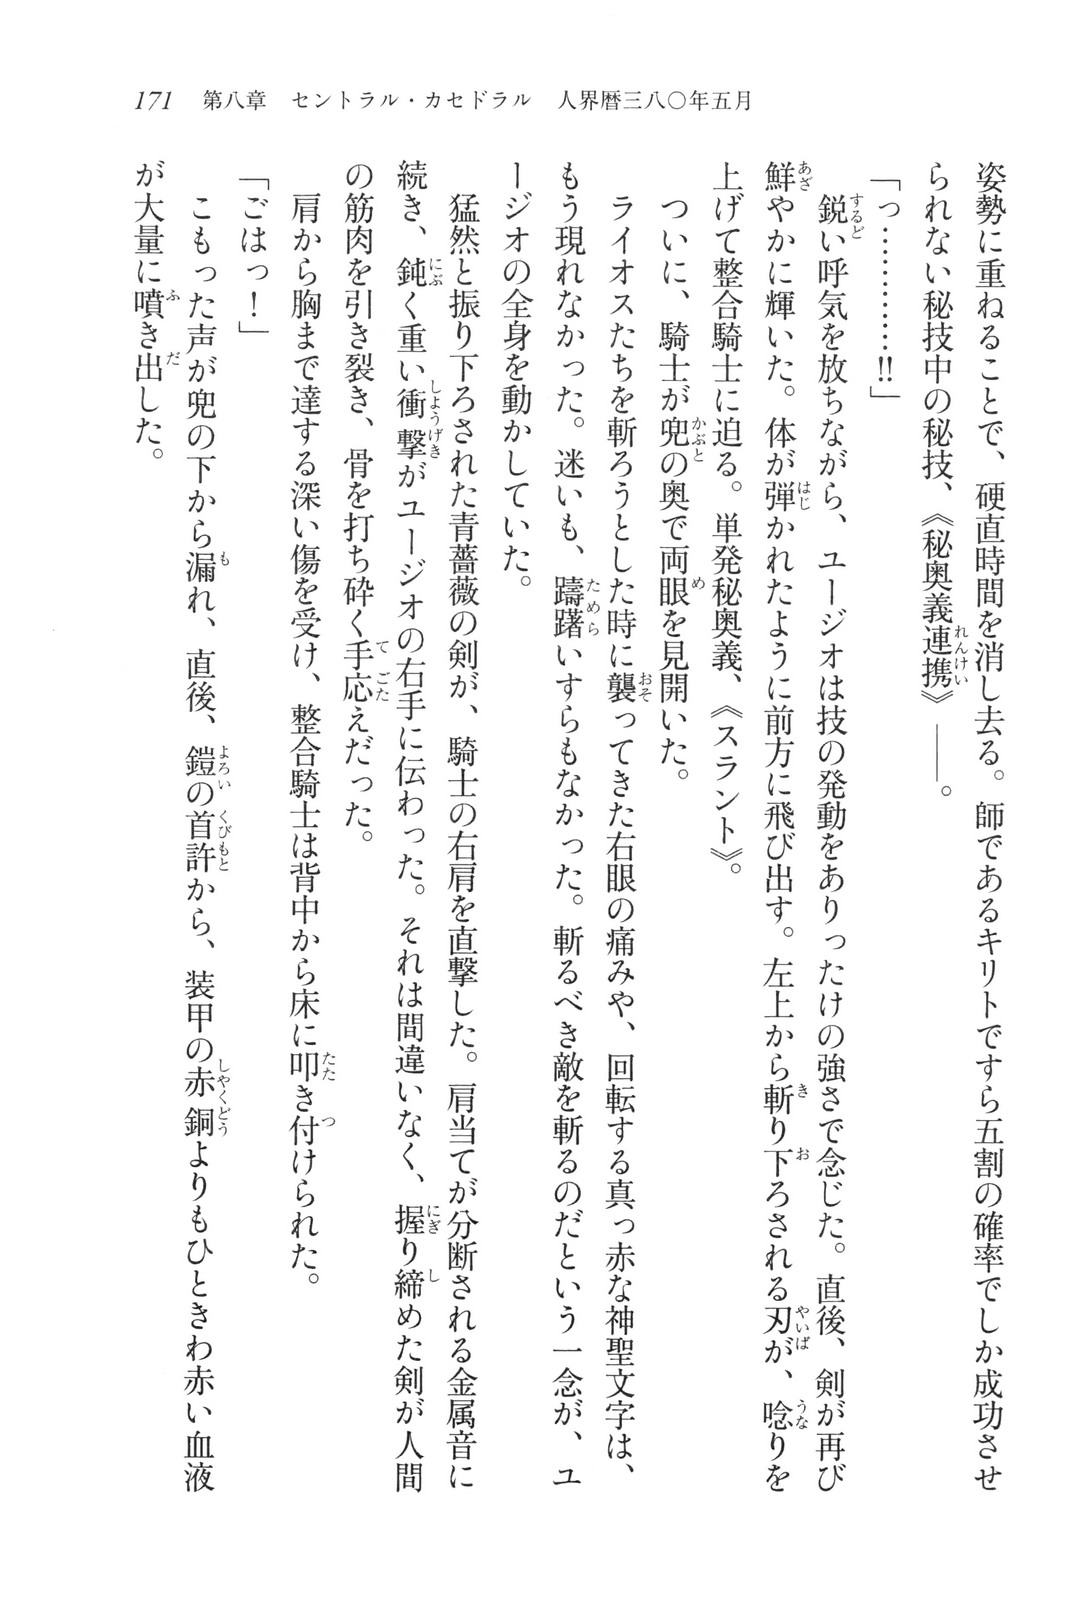 171 第八章 セントラル・カセドラル 人界暦三八〇年五月
姿勢に重ねることで、硬直時間を消し去る。師であるキリトですら五割の確率でしか成功させ
られない秘技中の秘技、《秘奥義連携》――。
「っ…………!!」
鋭い呼気を放ちながら、ユージオは技の発動をありったけの強さで念じた。直後、剣が再び
鮮やかに輝いた。体が弾かれたように前方に飛び出す。左上から斬り下ろされる刃が、唸りを
上げて整合騎士に迫る。単発秘奥義、《スラント》。
ついに、騎士が兜の奥で両眼を見開いた。
ライオスたちを斬ろうとした時に襲ってきた右眼の痛みや、回転する真っ赤な神聖文字は、
もう現れなかった。迷いも、躊躇いすらもなかった。斬るべき敵を斬るのだという一念が、ユ
ージオの全身を動かしていた。
猛然と振り下ろされた青薔薇の剣が、騎士の右肩を直撃した。肩当てが分断される金属音に
続き、鈍く重い衝撃がユージオの右手に伝わった。それは間違いなく、握り締めた剣が人間
の筋肉を引き裂き、骨を打ち砕く手応えだった。
肩から胸まで達する深い傷を受け、整合騎士は背中から床に叩き付けられた。
「ごはっ！」
こもった声が兜の下から漏れ、直後、鎧の首許から、装甲の赤銅よりもひときわ赤い血液
が大量に噴き出した。